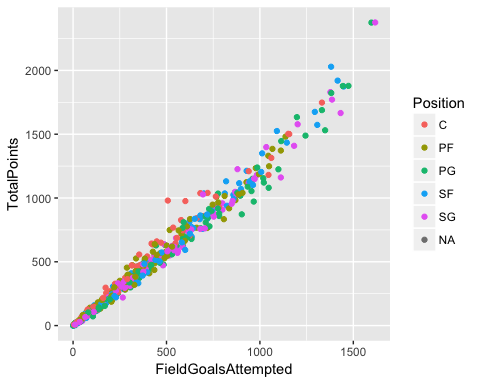 2000
1500
1000
500
0
TotalPoints
0 500 1000 1500
FieldGoalsAttempted
Position
C
PF
PG
SF
SG
NA